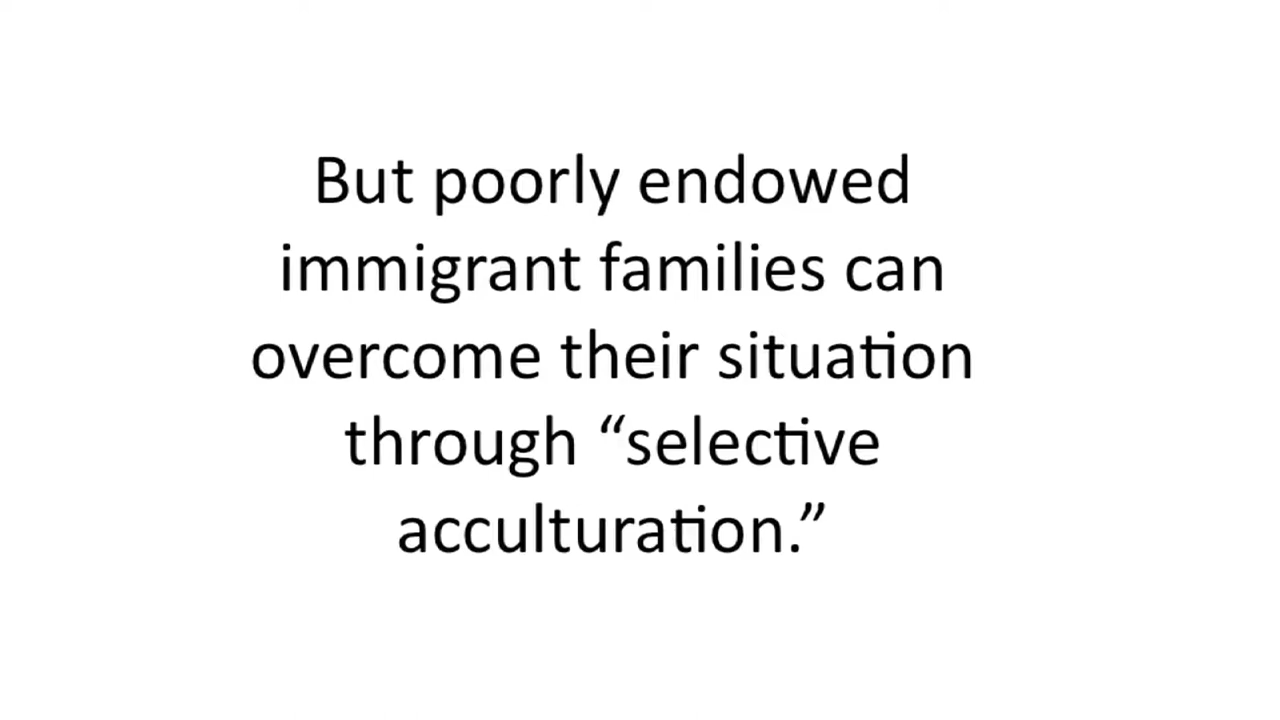 But poorly endowed
immigrant families can
overcome their situation
through “selective
acculturation.”